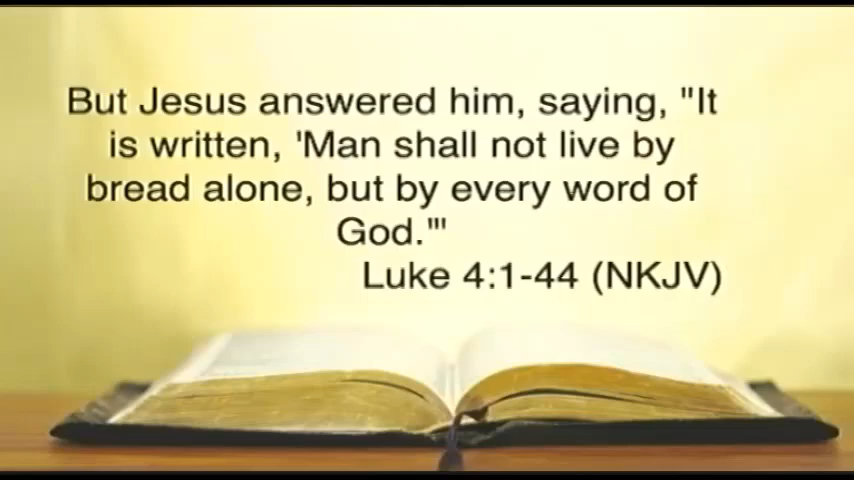 But Jesus answered him, saying, "It
is written, 'Man shall not live by
bread alone, but by every word of
God.'"
Luke 4:1-44 (NKJV)